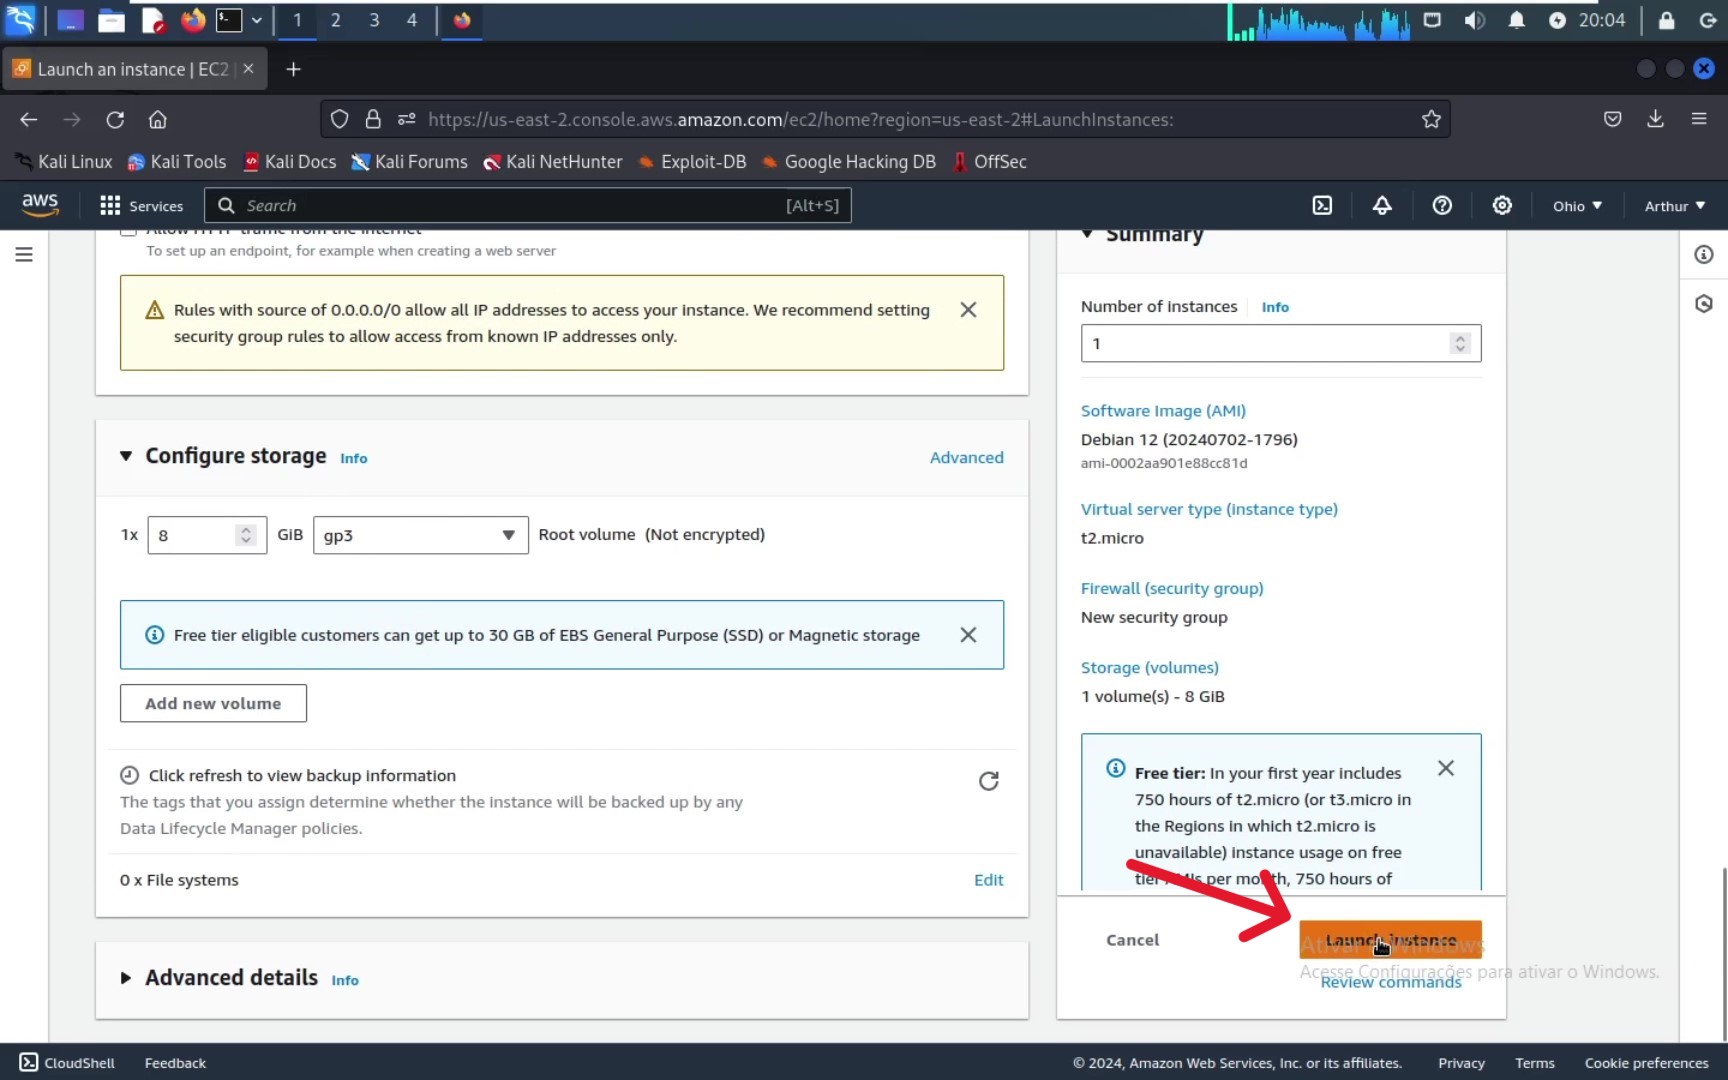 1 2 3 4
20:04
Launch an instance | EC2
https://us-east-2.console.aws.amazon.com/ec2/home?region=us-east-2#LaunchInstances:
Kali Linux Kali Tools Kali Docs Kali Forums Kali NetHunter Exploit-DB Google Hacking DB OffSec
aws Services Search [Alt+S] Ohio Arthur
To set up an endpoint, for example when creating a web server
Rules with source of 0.0.0.0/0 allow all IP addresses to access your instance. We recommend setting
security group rules to allow access from known IP addresses only.
Configure storage Info Advanced
1x 8 GiB gp3 Root volume (Not encrypted)
Free tier eligible customers can get up to 30 GB of EBS General Purpose (SSD) or Magnetic storage
Add new volume
Click refresh to view backup information
The tags that you assign determine whether the instance will be backed up by any
Data Lifecycle Manager policies.
0 x File systems Edit
Advanced details Info
Summary
Number of instances Info
1
Software Image (AMI)
Debian 12 (20240702-1796)
ami-0002aa901e88cc81d
Virtual server type (instance type)
t2.micro
Firewall (security group)
New security group
Storage (volumes)
1 volume(s) - 8 GiB
Free tier: In your first year includes
750 hours of t2.micro (or t3.micro in
the Regions in which t2.micro is
unavailable) instance usage on free
tier AMIs per month, 750 hours of
Cancel Launch instance
Ativar o Windows
Acesse Configurações para ativar o Windows.
Review commands
CloudShell Feedback © 2024, Amazon Web Services, Inc. or its affiliates. Privacy Terms Cookie preferences